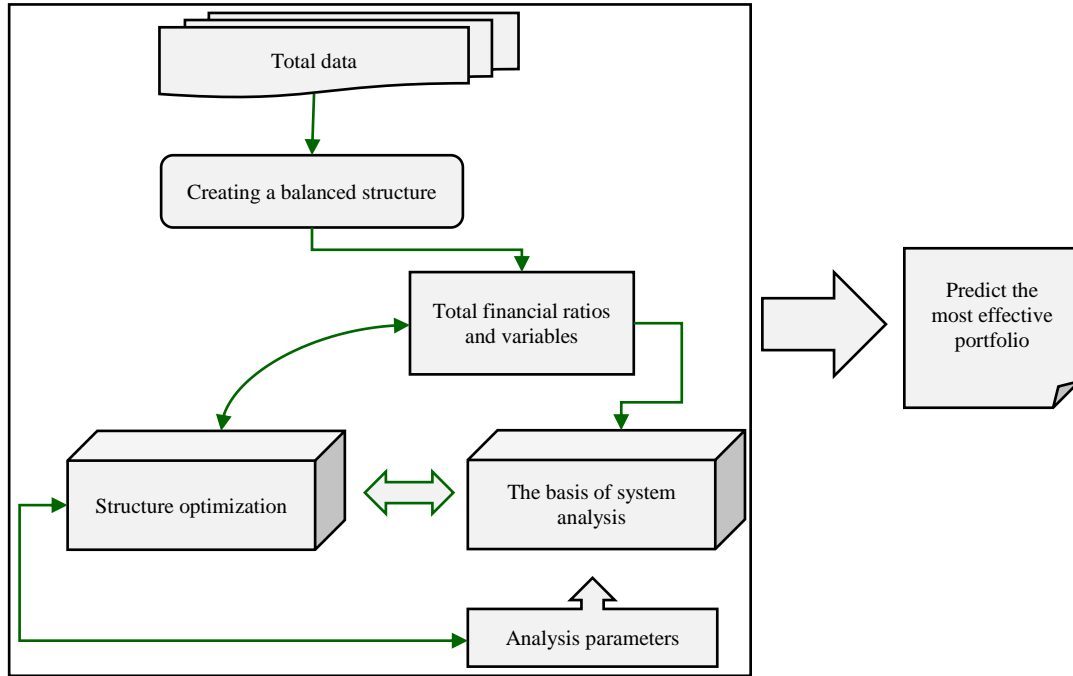 Total data
Creating a balanced structure
Total financial ratios
and variables
Predict the
most effective
portfolio
Structure optimization
The basis of system
analysis
Analysis parameters